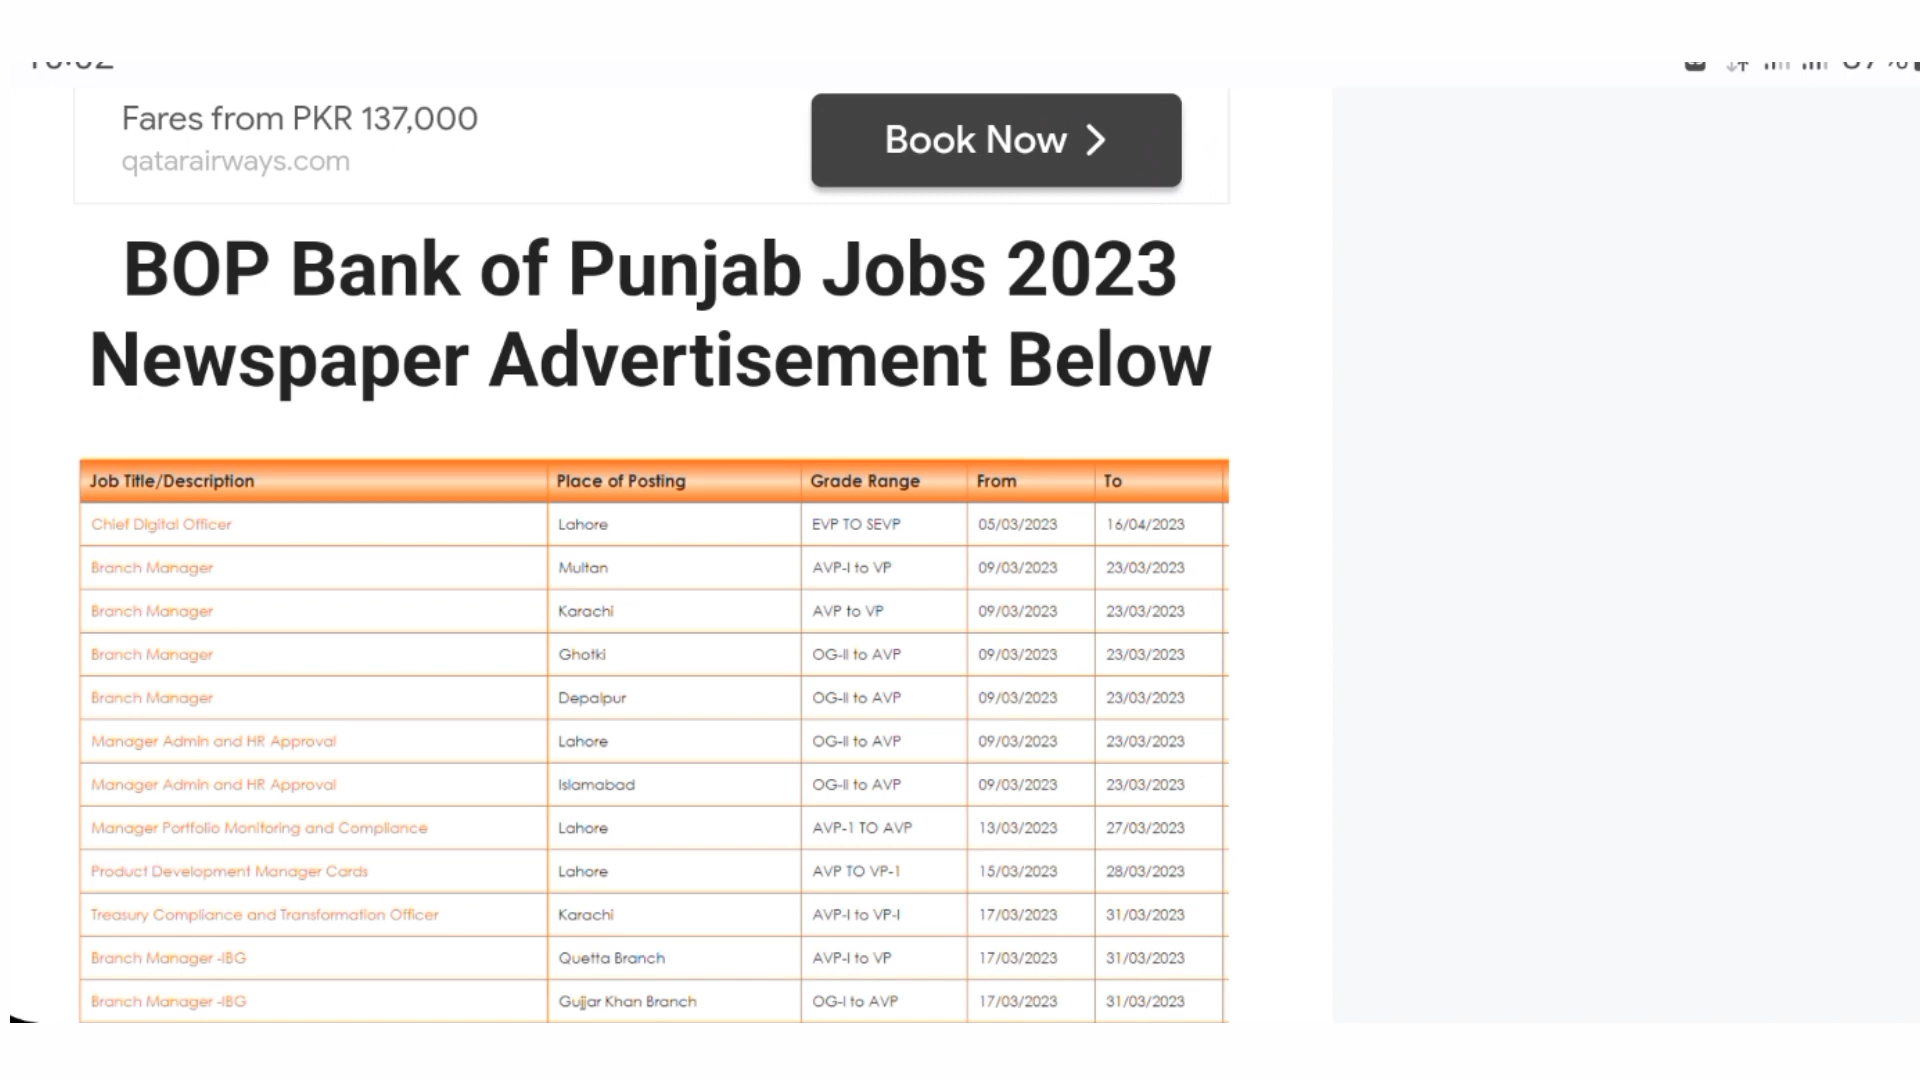 Fares from PKR 137,000
qatarairways.com
Book Now
BOP Bank of Punjab Jobs 2023
Newspaper Advertisement Below
Job Title/Description Place of Posting Grade Range From To
Chief Digital Officer Lahore EVP TO SEVP 05/03/2023 16/04/2023
Branch Manager Multan AVP-I to VP 09/03/2023 23/03/2023
Branch Manager Karachi AVP to VP 09/03/2023 23/03/2023
Branch Manager Ghotki OG-II to AVP 09/03/2023 23/03/2023
Branch Manager Depalpur OG-II to AVP 09/03/2023 23/03/2023
Manager Admin and HR Approval Lahore OG-II to AVP 09/03/2023 23/03/2023
Manager Admin and HR Approval Islamabad OG-II to AVP 09/03/2023 23/03/2023
Manager Portfolio Monitoring and Compliance Lahore AVP-1 TO AVP 13/03/2023 27/03/2023
Product Development Manager Cards Lahore AVP TO VP-1 15/03/2023 28/03/2023
Treasury Compliance and Transformation Officer Karachi AVP-I to VP-I 17/03/2023 31/03/2023
Branch Manager -IBG Quetta Branch AVP-I to VP 17/03/2023 31/03/2023
Branch Manager -IBG Gujjar Khan Branch OG-I to AVP 17/03/2023 31/03/2023